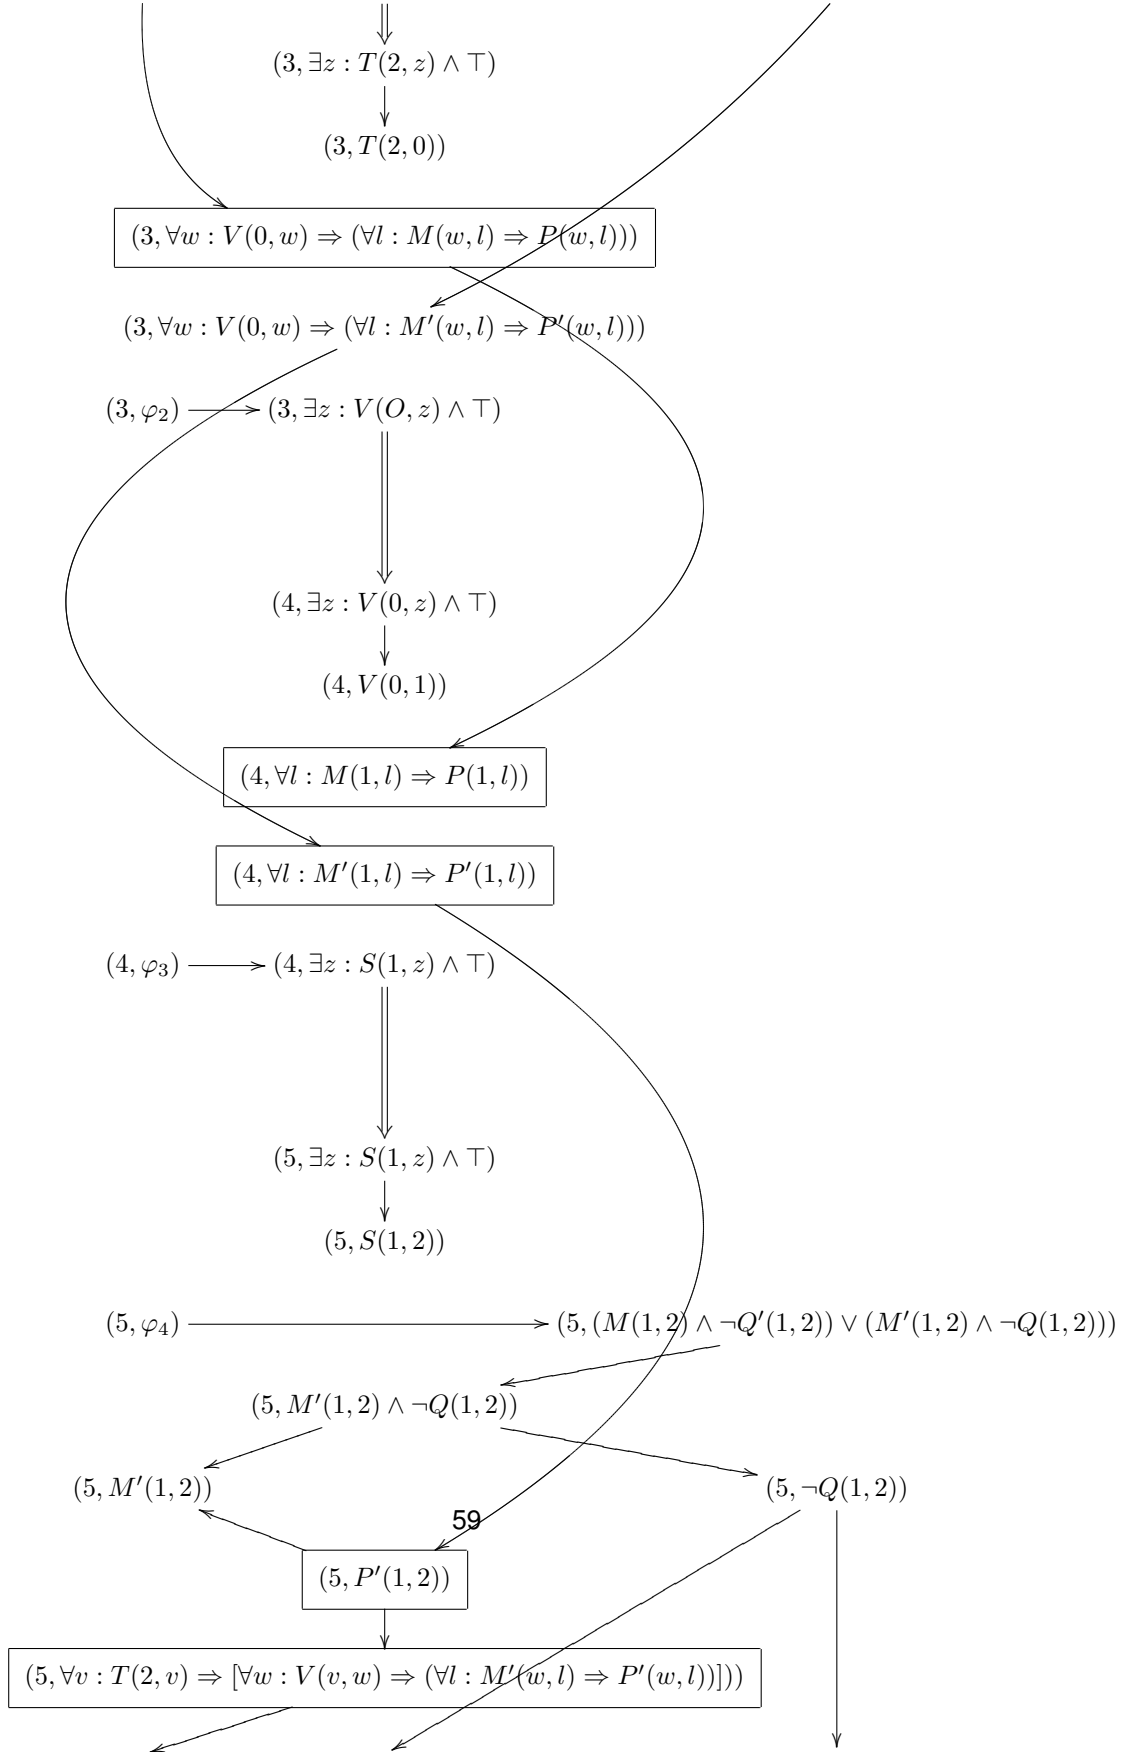 (3, ∃z : T(2, z) ∧ ⊤)
(3, T(2, 0))
(3, ∀w : V(0, w) ⇒ (∀l : M(w, l) ⇒ P(w, l)))
(3, ∀w : V(0, w) ⇒ (∀l : M′(w, l) ⇒ P′(w, l)))
(3, φ₂) (3, ∃z : V(O, z) ∧ ⊤)
(4, ∃z : V(0, z) ∧ ⊤)
(4, V(0, 1))
(4, ∀l : M(1, l) ⇒ P(1, l))
(4, ∀l : M′(1, l) ⇒ P′(1, l))
(4, φ₃) (4, ∃z : S(1, z) ∧ ⊤)
(5, ∃z : S(1, z) ∧ ⊤)
(5, S(1, 2))
(5, φ₄) (5, (M(1, 2) ∧ ¬Q′(1, 2)) ∨ (M′(1, 2) ∧ ¬Q(1, 2)))
(5, M′(1, 2) ∧ ¬Q(1, 2))
(5, M′(1, 2)) (5, ¬Q(1, 2))
59
(5, P′(1, 2))
(5, ∀v : T(2, v) ⇒ [∀w : V(v, w) ⇒ (∀l : M′(w, l) ⇒ P′(w, l))]))